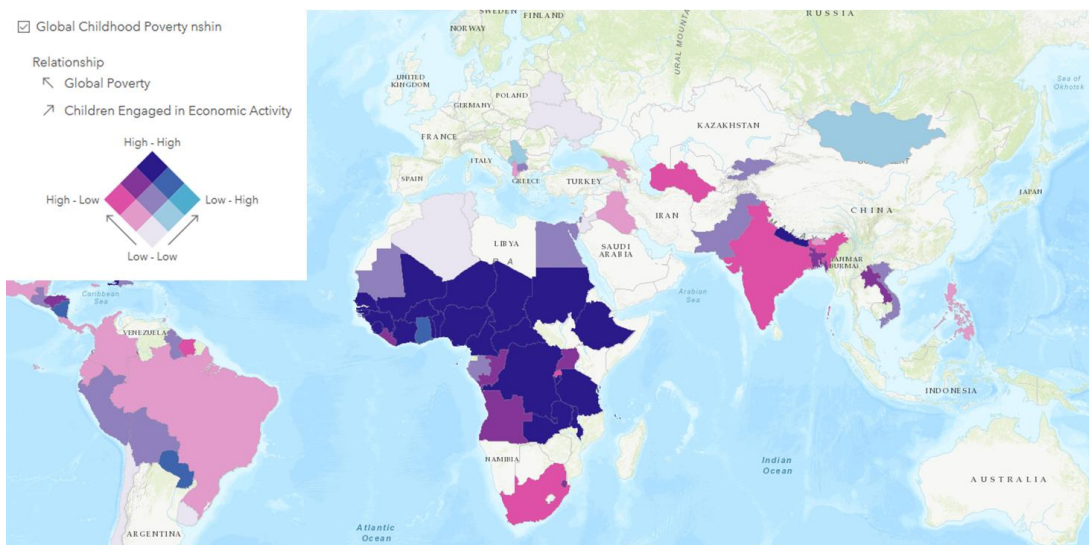 Global Childhood Poverty nshin
Relationship
Global Poverty
Children Engaged in Economic Activity
High - High
High - Low
Low - High
Low - Low
SWEDEN
FINLAND
NORWAY
RUSSIA
URAL MOUNTA
UNITED
KINGDOM
POLAND
GERMANY
Sea of
Okhotsk
FRANCE
KAZAKHSTAN
ITALY
SPAIN
GREECE
TURKEY
JAPAN
CHINA
IRAN
LIBYA
SAUDI
ARABIA
Caribbean
Sea
Arabian
Sea
VENEZUELA
INDONESIA
NAMIBIA
Indian
Ocean
AUSTRALIA
Atlantic
Ocean
ARGENTINA